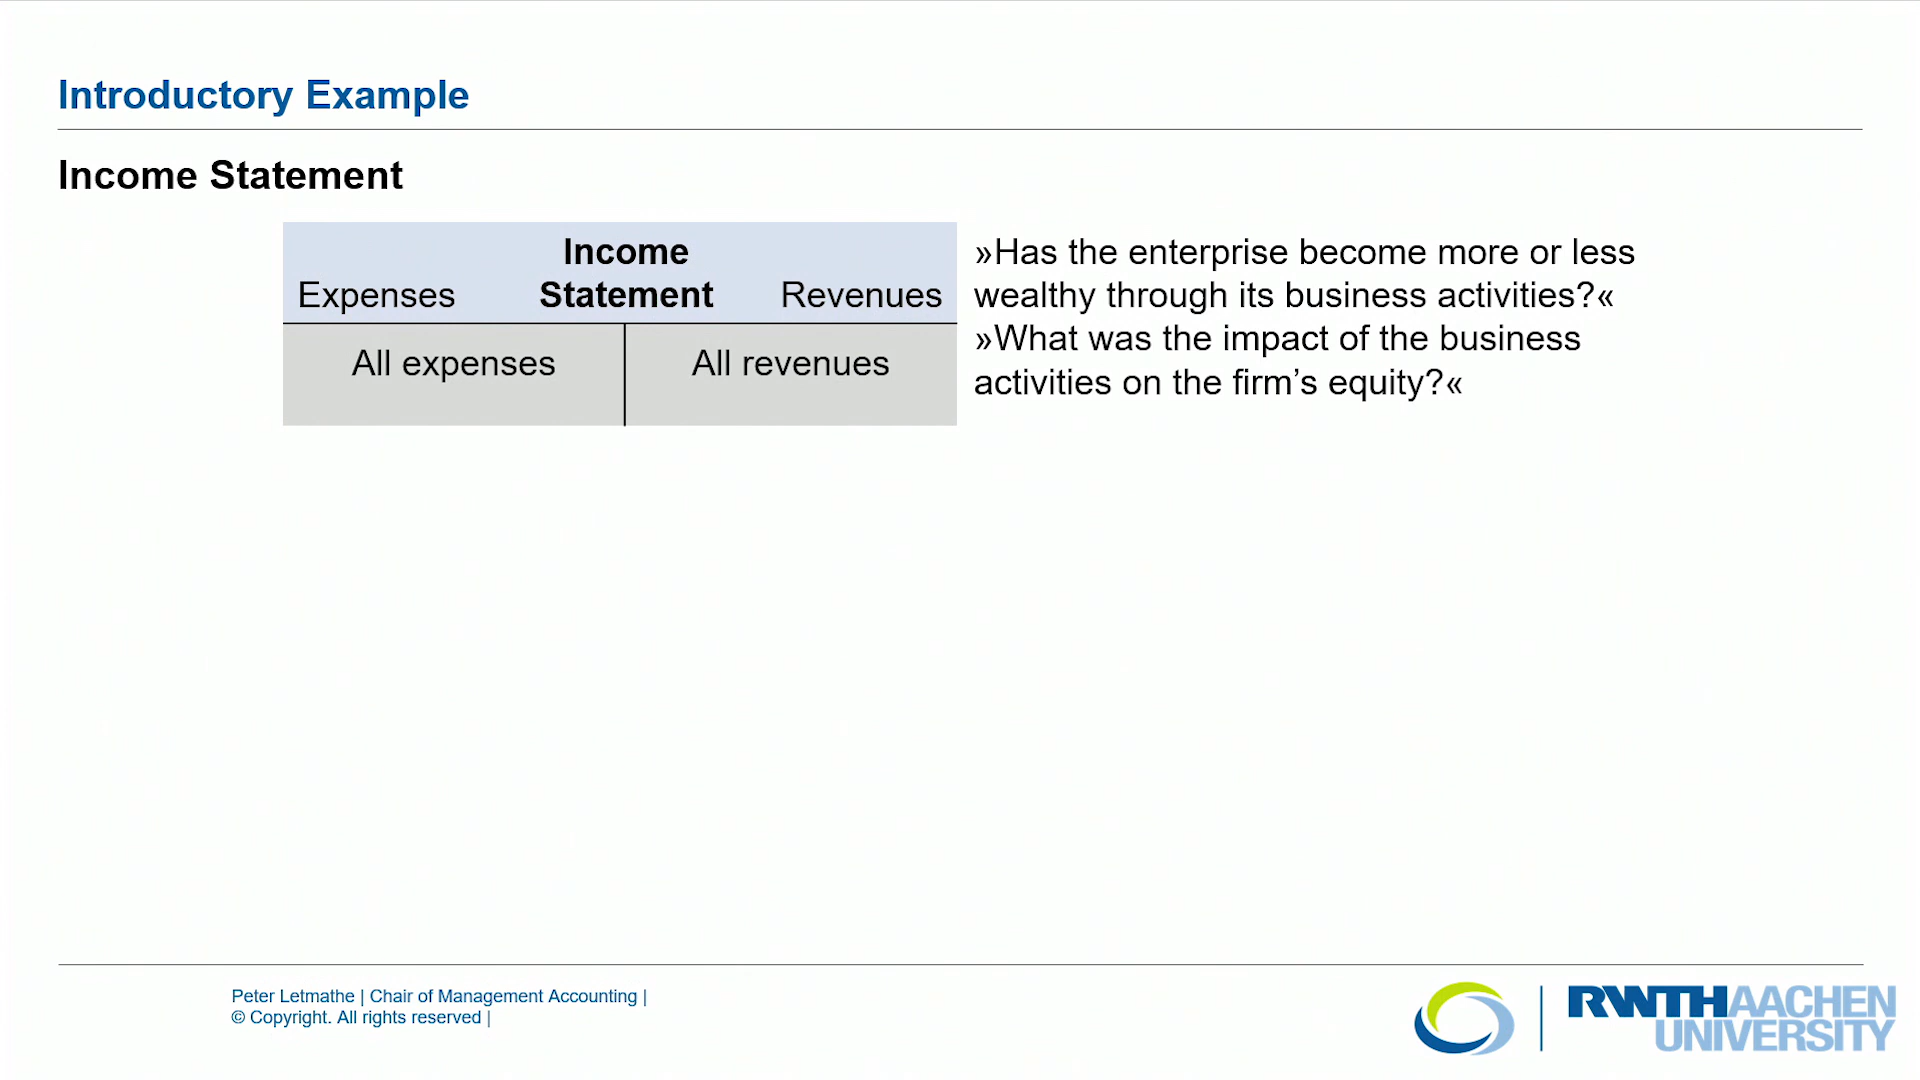 Introductory Example
Income Statement
Income
Expenses Statement Revenues
All expenses All revenues
»Has the enterprise become more or less
wealthy through its business activities?«
»What was the impact of the business
activities on the firm’s equity?«
Peter Letmathe | Chair of Management Accounting |
© Copyright. All rights reserved |
RWTHAACHEN
UNIVERSITY